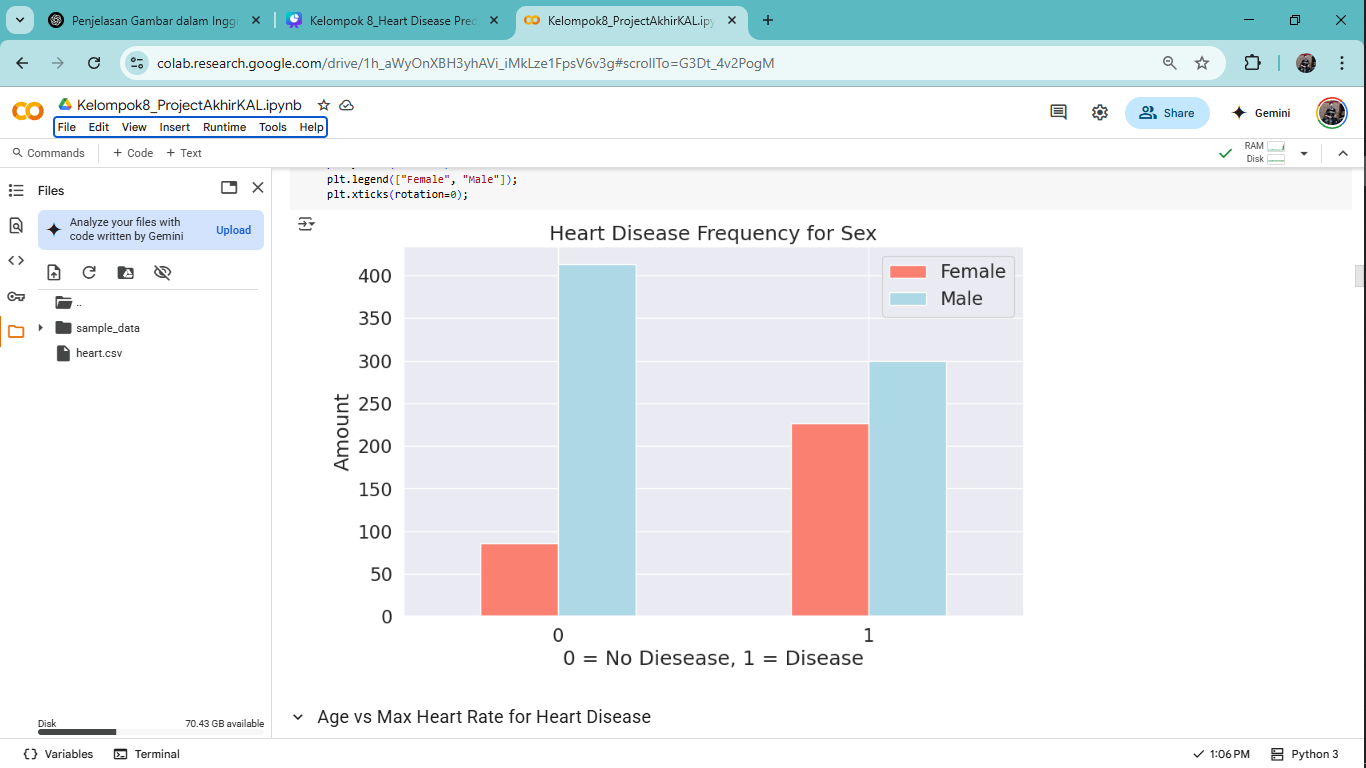 Penjelasan Gambar dalam Inggr
Kelompok 8_Heart Disease Pred
Kelompok8_ProjectAkhirKAL.ipy
colab.research.google.com/drive/1h_aWyOnXBH3yhAVi_iMkLze1FpsV6v3g#scrollTo=G3Dt_4v2PogM
Kelompok8_ProjectAkhirKAL.ipynb
File Edit View Insert Runtime Tools Help
Share
Gemini
Commands + Code + Text
RAM
Disk
Files
Analyze your files with
code written by Gemini
Upload
..
sample_data
heart.csv
Disk 70.43 GB available
plt.legend(["Female", "Male"]);
plt.xticks(rotation=0);
Heart Disease Frequency for Sex
Female
Male
400
350
300
250
200
150
100
50
0
Amount
0 1
0 = No Diesease, 1 = Disease
Age vs Max Heart Rate for Heart Disease
{} Variables Terminal
1:06 PM Python 3